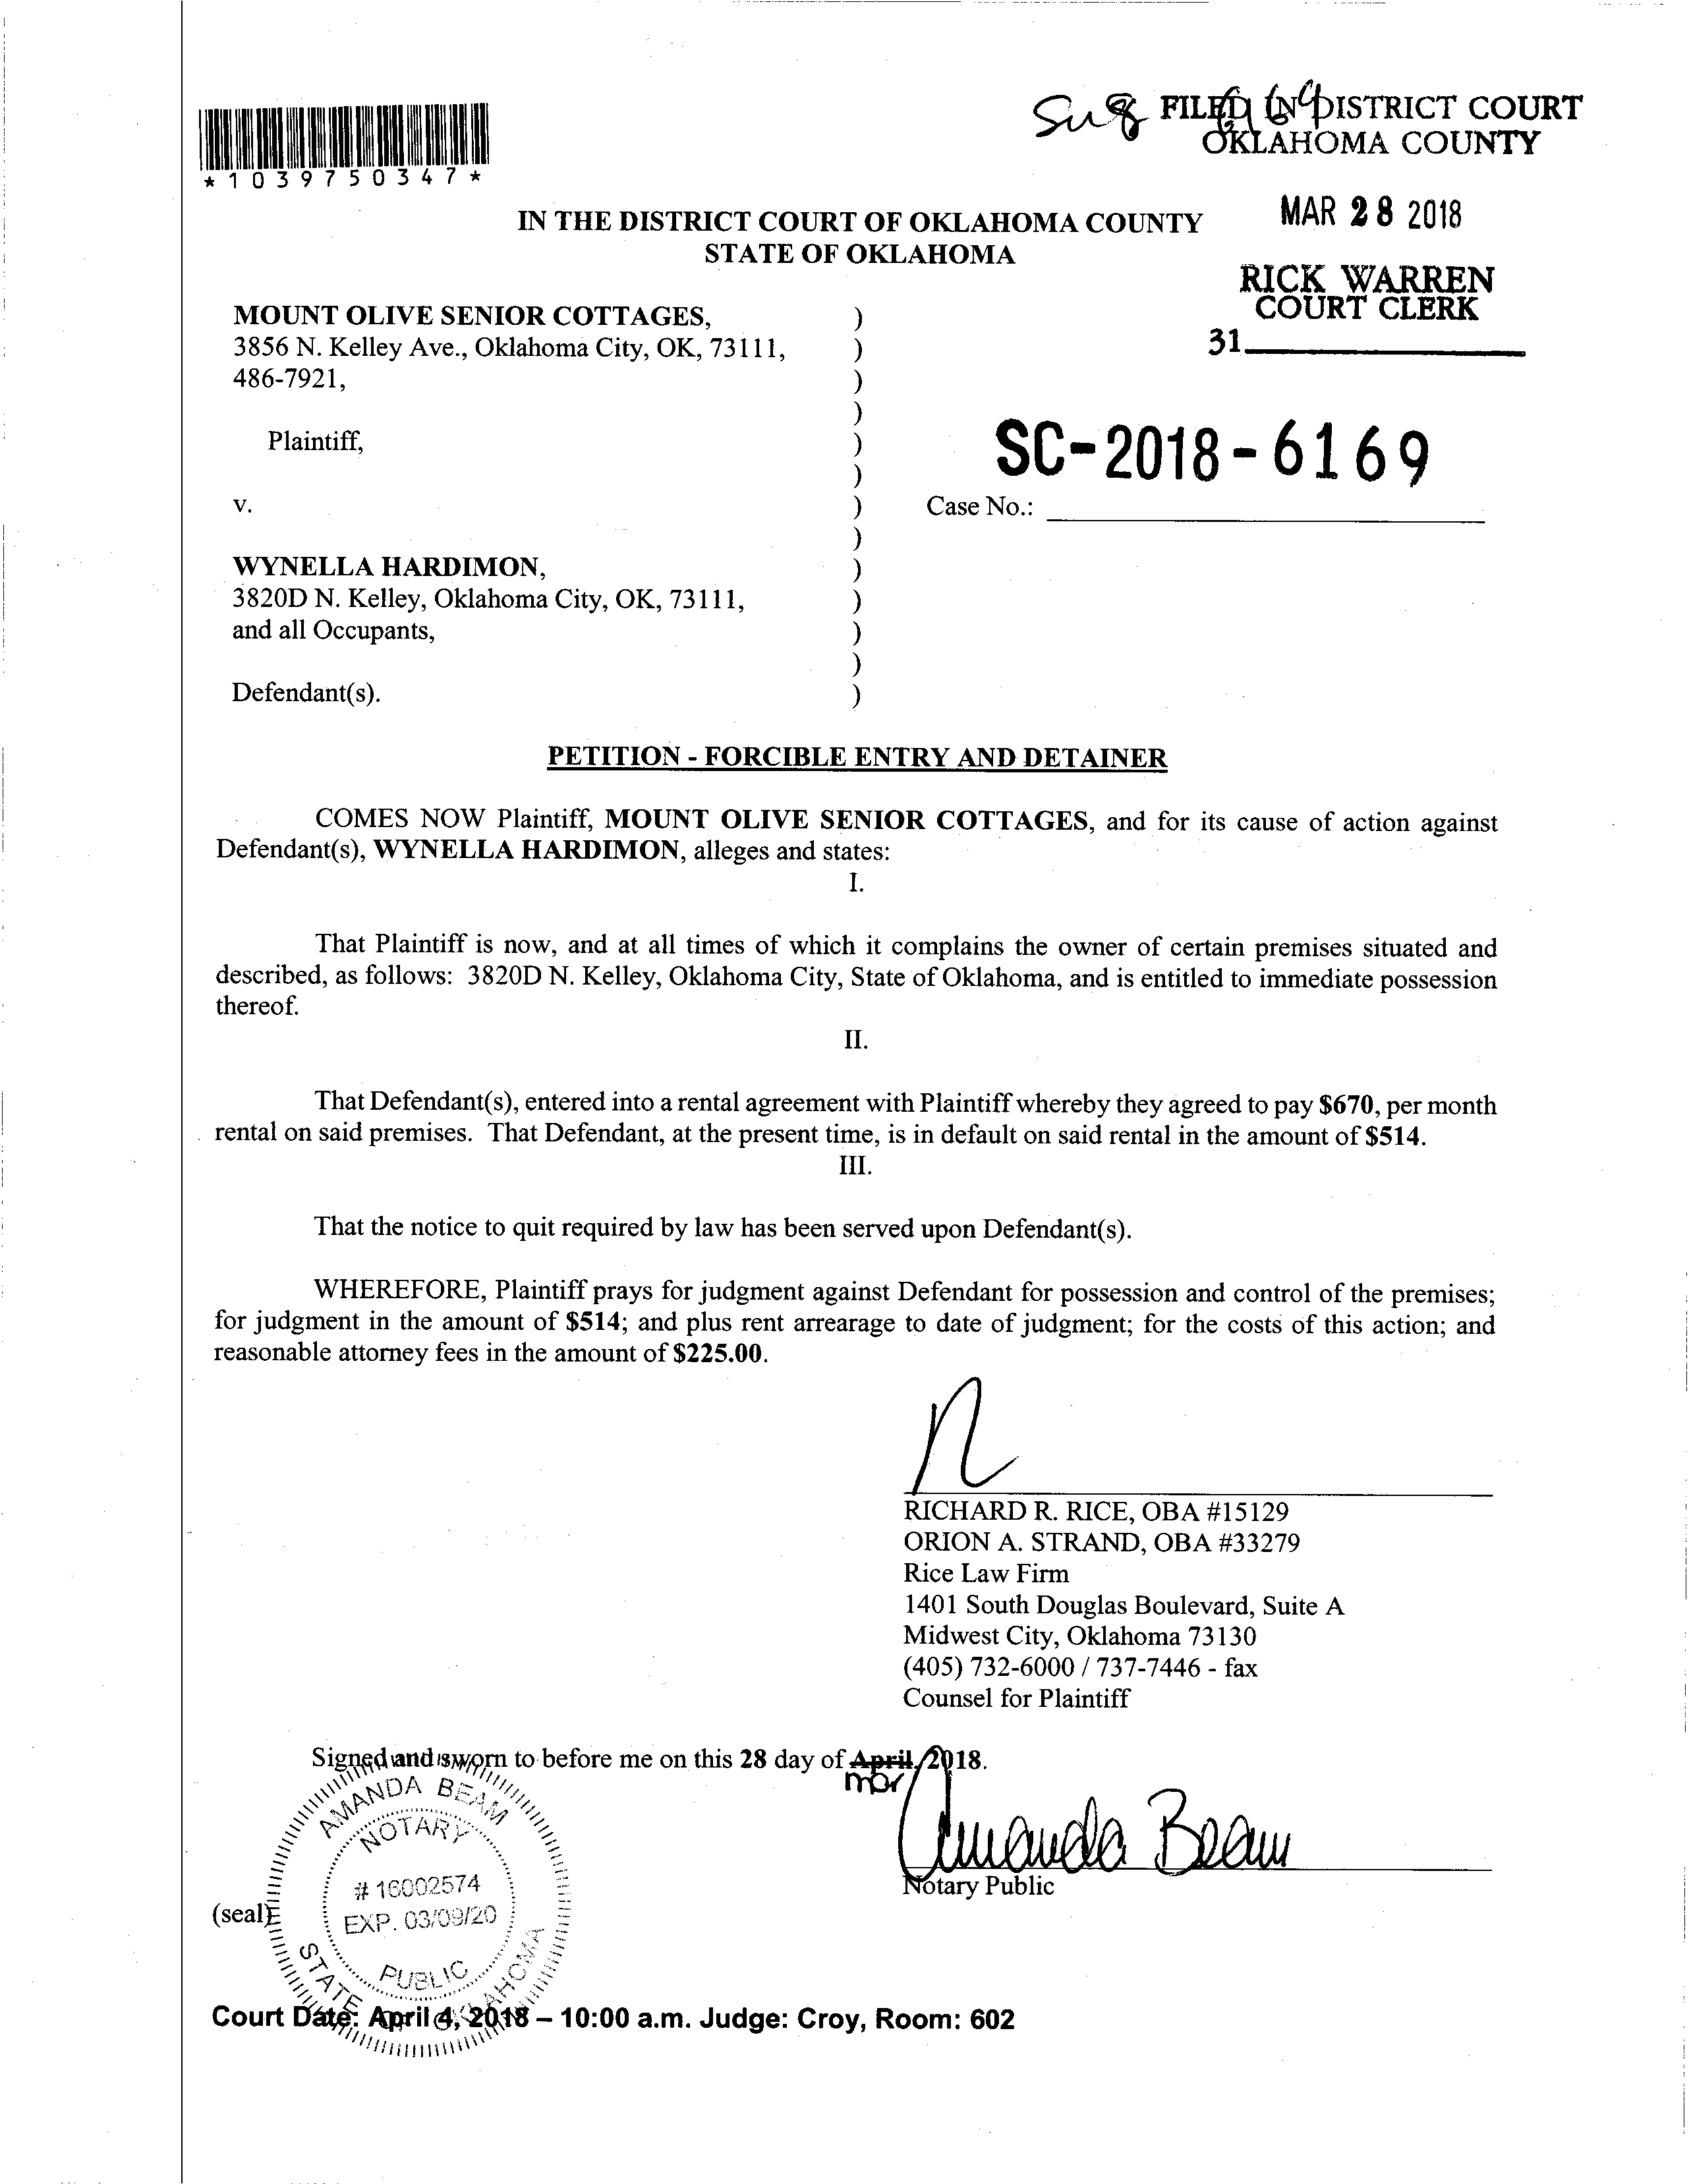 *1039750347*
FILED IN DISTRICT COURT
OKLAHOMA COUNTY
MAR 28 2018
RICK WARREN
COURT CLERK
31
IN THE DISTRICT COURT OF OKLAHOMA COUNTY
STATE OF OKLAHOMA
MOUNT OLIVE SENIOR COTTAGES, )
3856 N. Kelley Ave., Oklahoma City, OK, 73111, )
486-7921, )
)
Plaintiff, )
)
SC-2018-6169
v. ) Case No.:
)
WYNELLA HARDIMON, )
3820D N. Kelley, Oklahoma City, OK, 73111, )
and all Occupants, )
)
Defendant(s). )
PETITION - FORCIBLE ENTRY AND DETAINER
COMES NOW Plaintiff, MOUNT OLIVE SENIOR COTTAGES, and for its cause of action against
Defendant(s), WYNELLA HARDIMON, alleges and states:
I.
That Plaintiff is now, and at all times of which it complains the owner of certain premises situated and
described, as follows: 3820D N. Kelley, Oklahoma City, State of Oklahoma, and is entitled to immediate possession
thereof.
II.
That Defendant(s), entered into a rental agreement with Plaintiff whereby they agreed to pay $670, per month
rental on said premises. That Defendant, at the present time, is in default on said rental in the amount of $514.
III.
That the notice to quit required by law has been served upon Defendant(s).
WHEREFORE, Plaintiff prays for judgment against Defendant for possession and control of the premises;
for judgment in the amount of $514; and plus rent arrearage to date of judgment; for the costs of this action; and
reasonable attorney fees in the amount of $225.00.
RICHARD R. RICE, OBA #15129
ORION A. STRAND, OBA #33279
Rice Law Firm
1401 South Douglas Boulevard, Suite A
Midwest City, Oklahoma 73130
(405) 732-6000 / 737-7446 - fax
Counsel for Plaintiff
Signed and sworn to before me on this 28 day of April, 2018.
mar
Amanda Beam
Notary Public
(seal)
AMANDA BEAM
NOTARY
# 16002574
EXP. 03/09/20
PUBLIC
STATE OF OKLAHOMA
Court Date: April 4, 2018 – 10:00 a.m. Judge: Croy, Room: 602